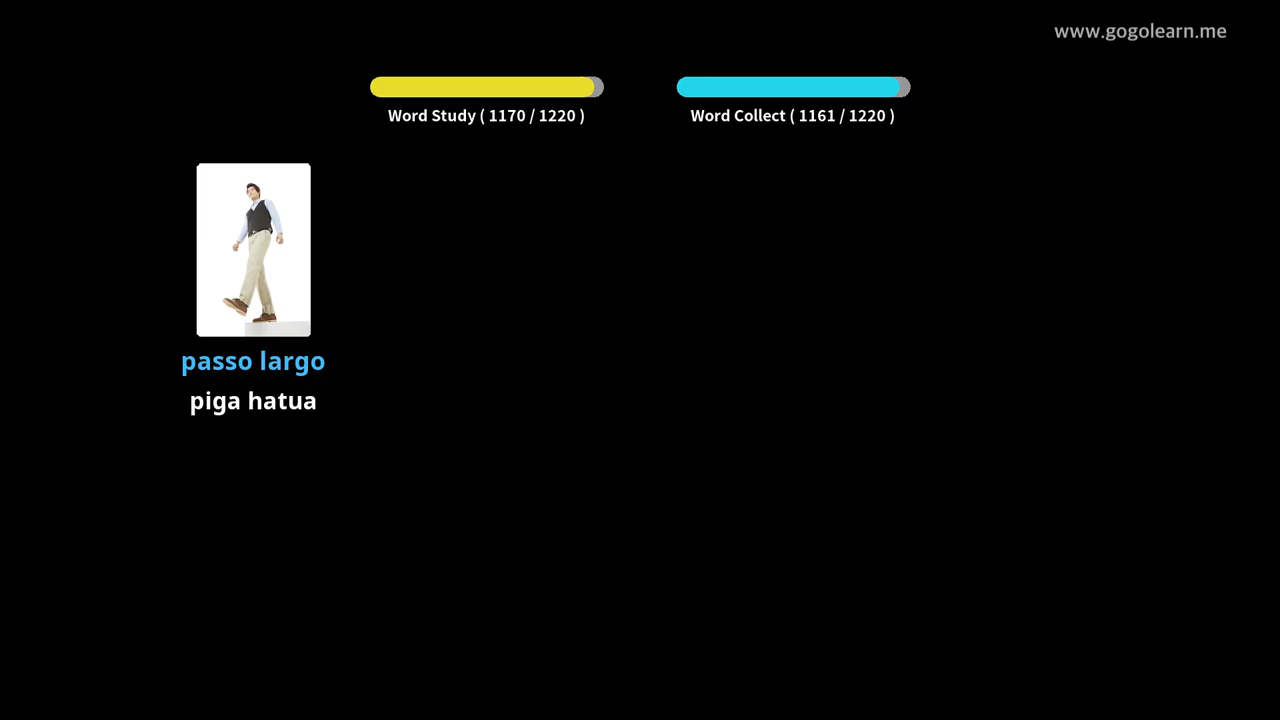 www.gogolearn.me
Word Study ( 1170 / 1220 )
Word Collect ( 1161 / 1220 )
passo largo
piga hatua